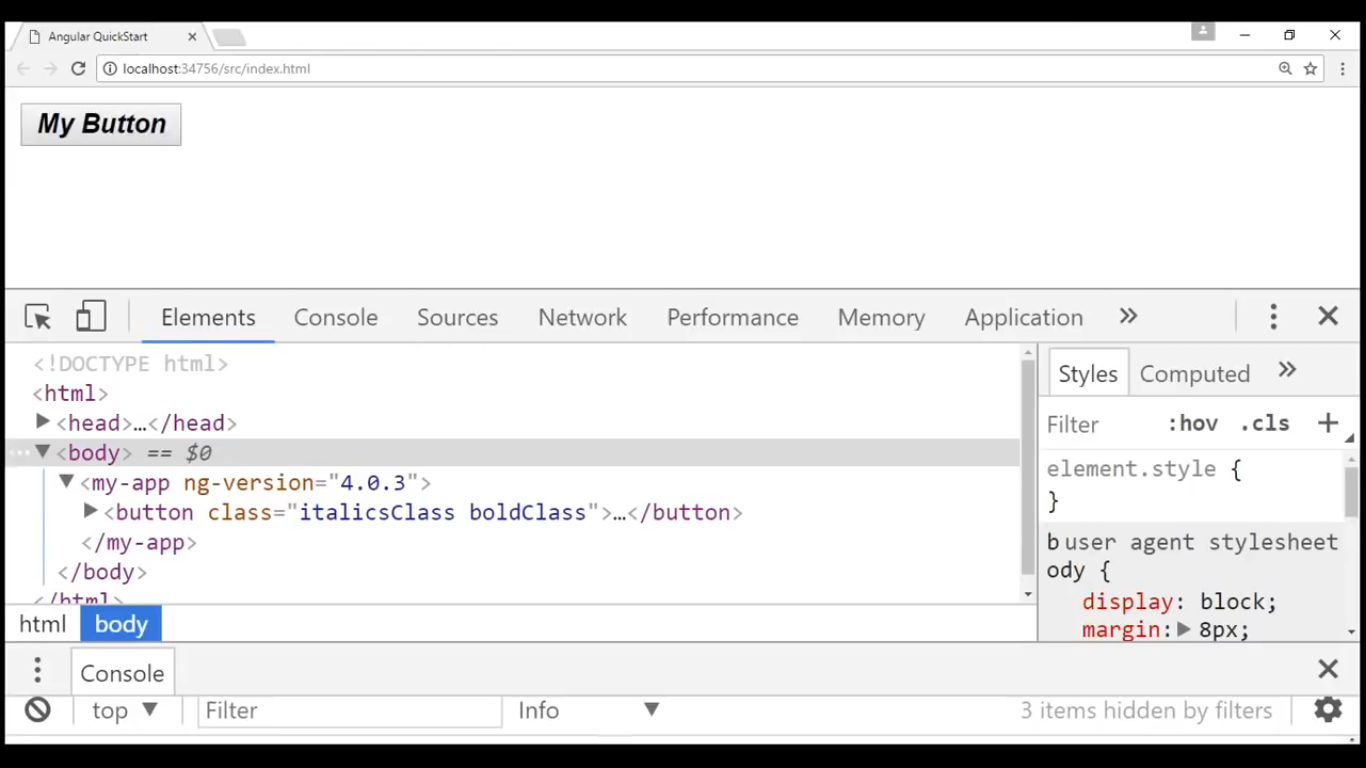 Angular QuickStart
localhost:34756/src/index.html
My Button
Elements Console Sources Network Performance Memory Application »
<!DOCTYPE html>
<html>
<head>…</head>
<body> == $0
<my-app ng-version="4.0.3">
<button class="italicsClass boldClass">…</button>
</my-app>
</body>
</html>
html body
Styles Computed »
Filter :hov .cls +
element.style {
}
b user agent stylesheet
ody {
display: block;
margin: 8px;
Console
top Filter Info 3 items hidden by filters